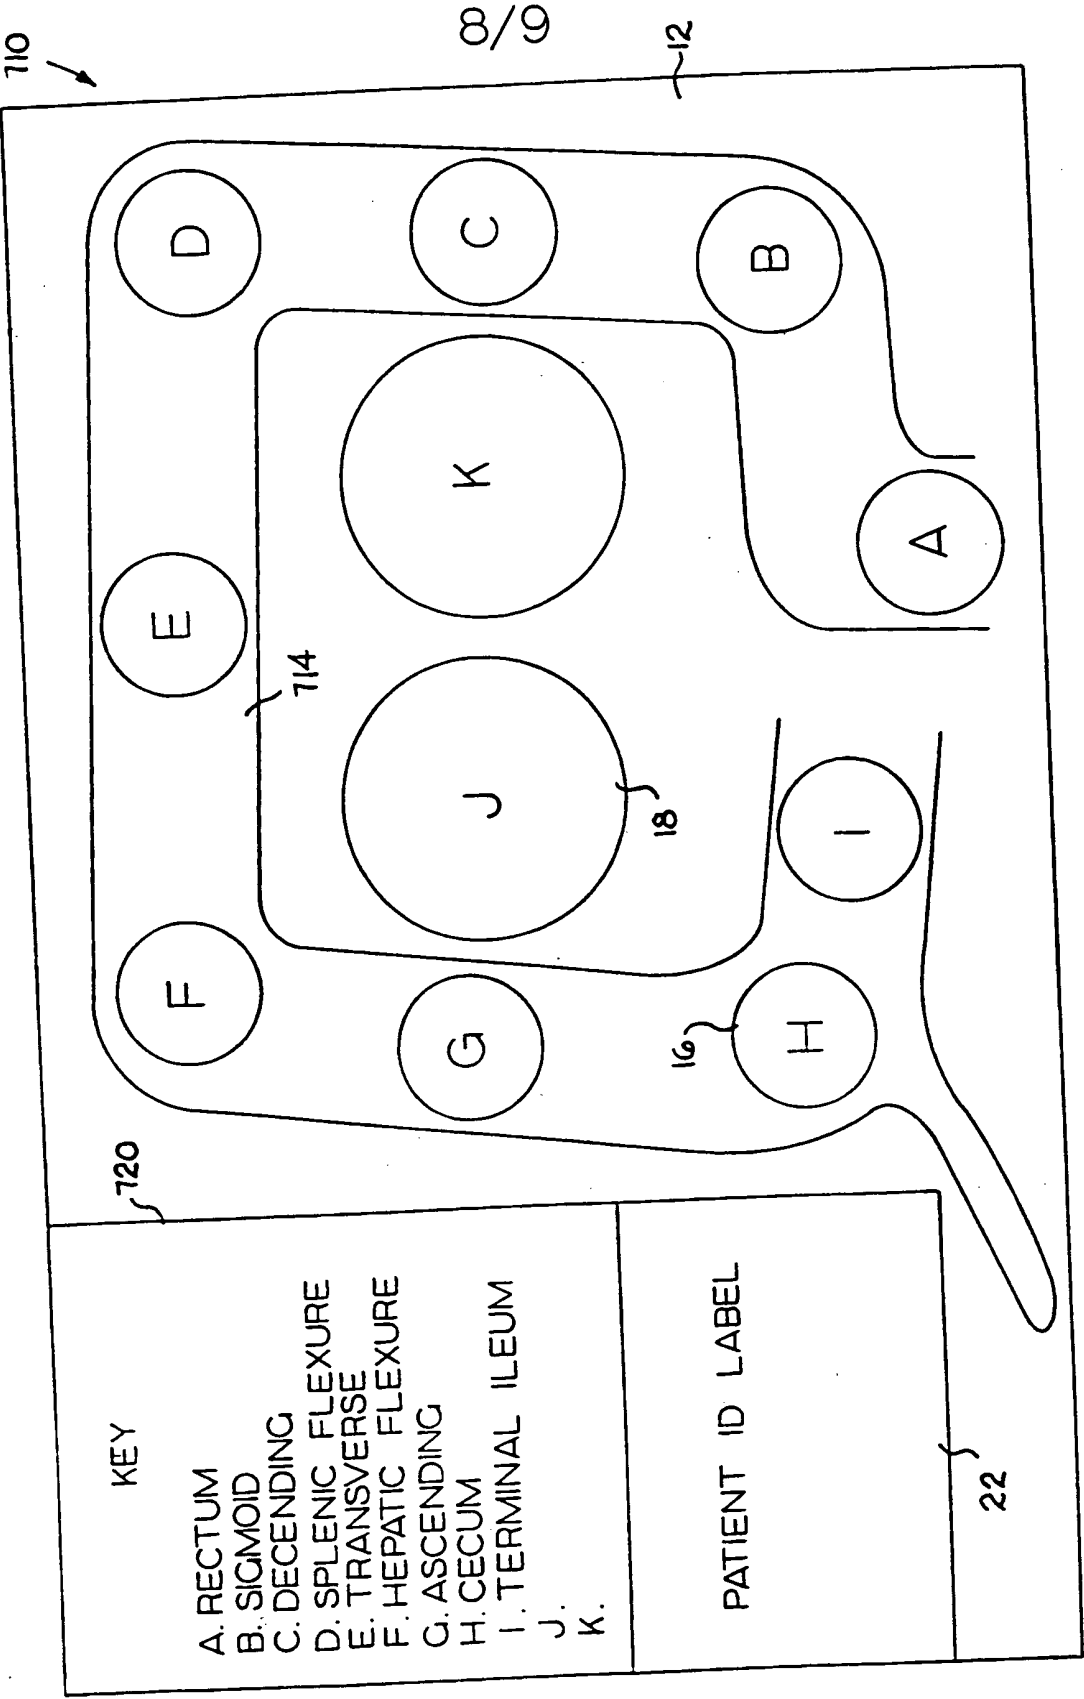 8/9
710
12
KEY
A. RECTUM
B. SIGMOID
C. DECENDING
D. SPLENIC FLEXURE
E. TRANSVERSE
F. HEPATIC FLEXURE
G. ASCENDING
H. CECUM
I. TERMINAL ILEUM
J.
K.
720
PATIENT ID LABEL
22
F
E
D
714
G
J
K
C
18
16
H
I
A
B